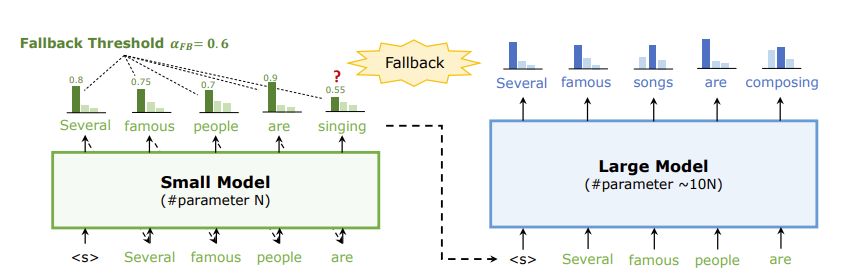 Fallback Threshold α_FB = 0.6
0.8 0.75 0.7 0.9 0.55
?
Several famous people are singing
Small Model
(#parameter N)
<s> Several famous people are
Fallback
Several famous songs are composing
Large Model
(#parameter ~10N)
<s> Several famous people are